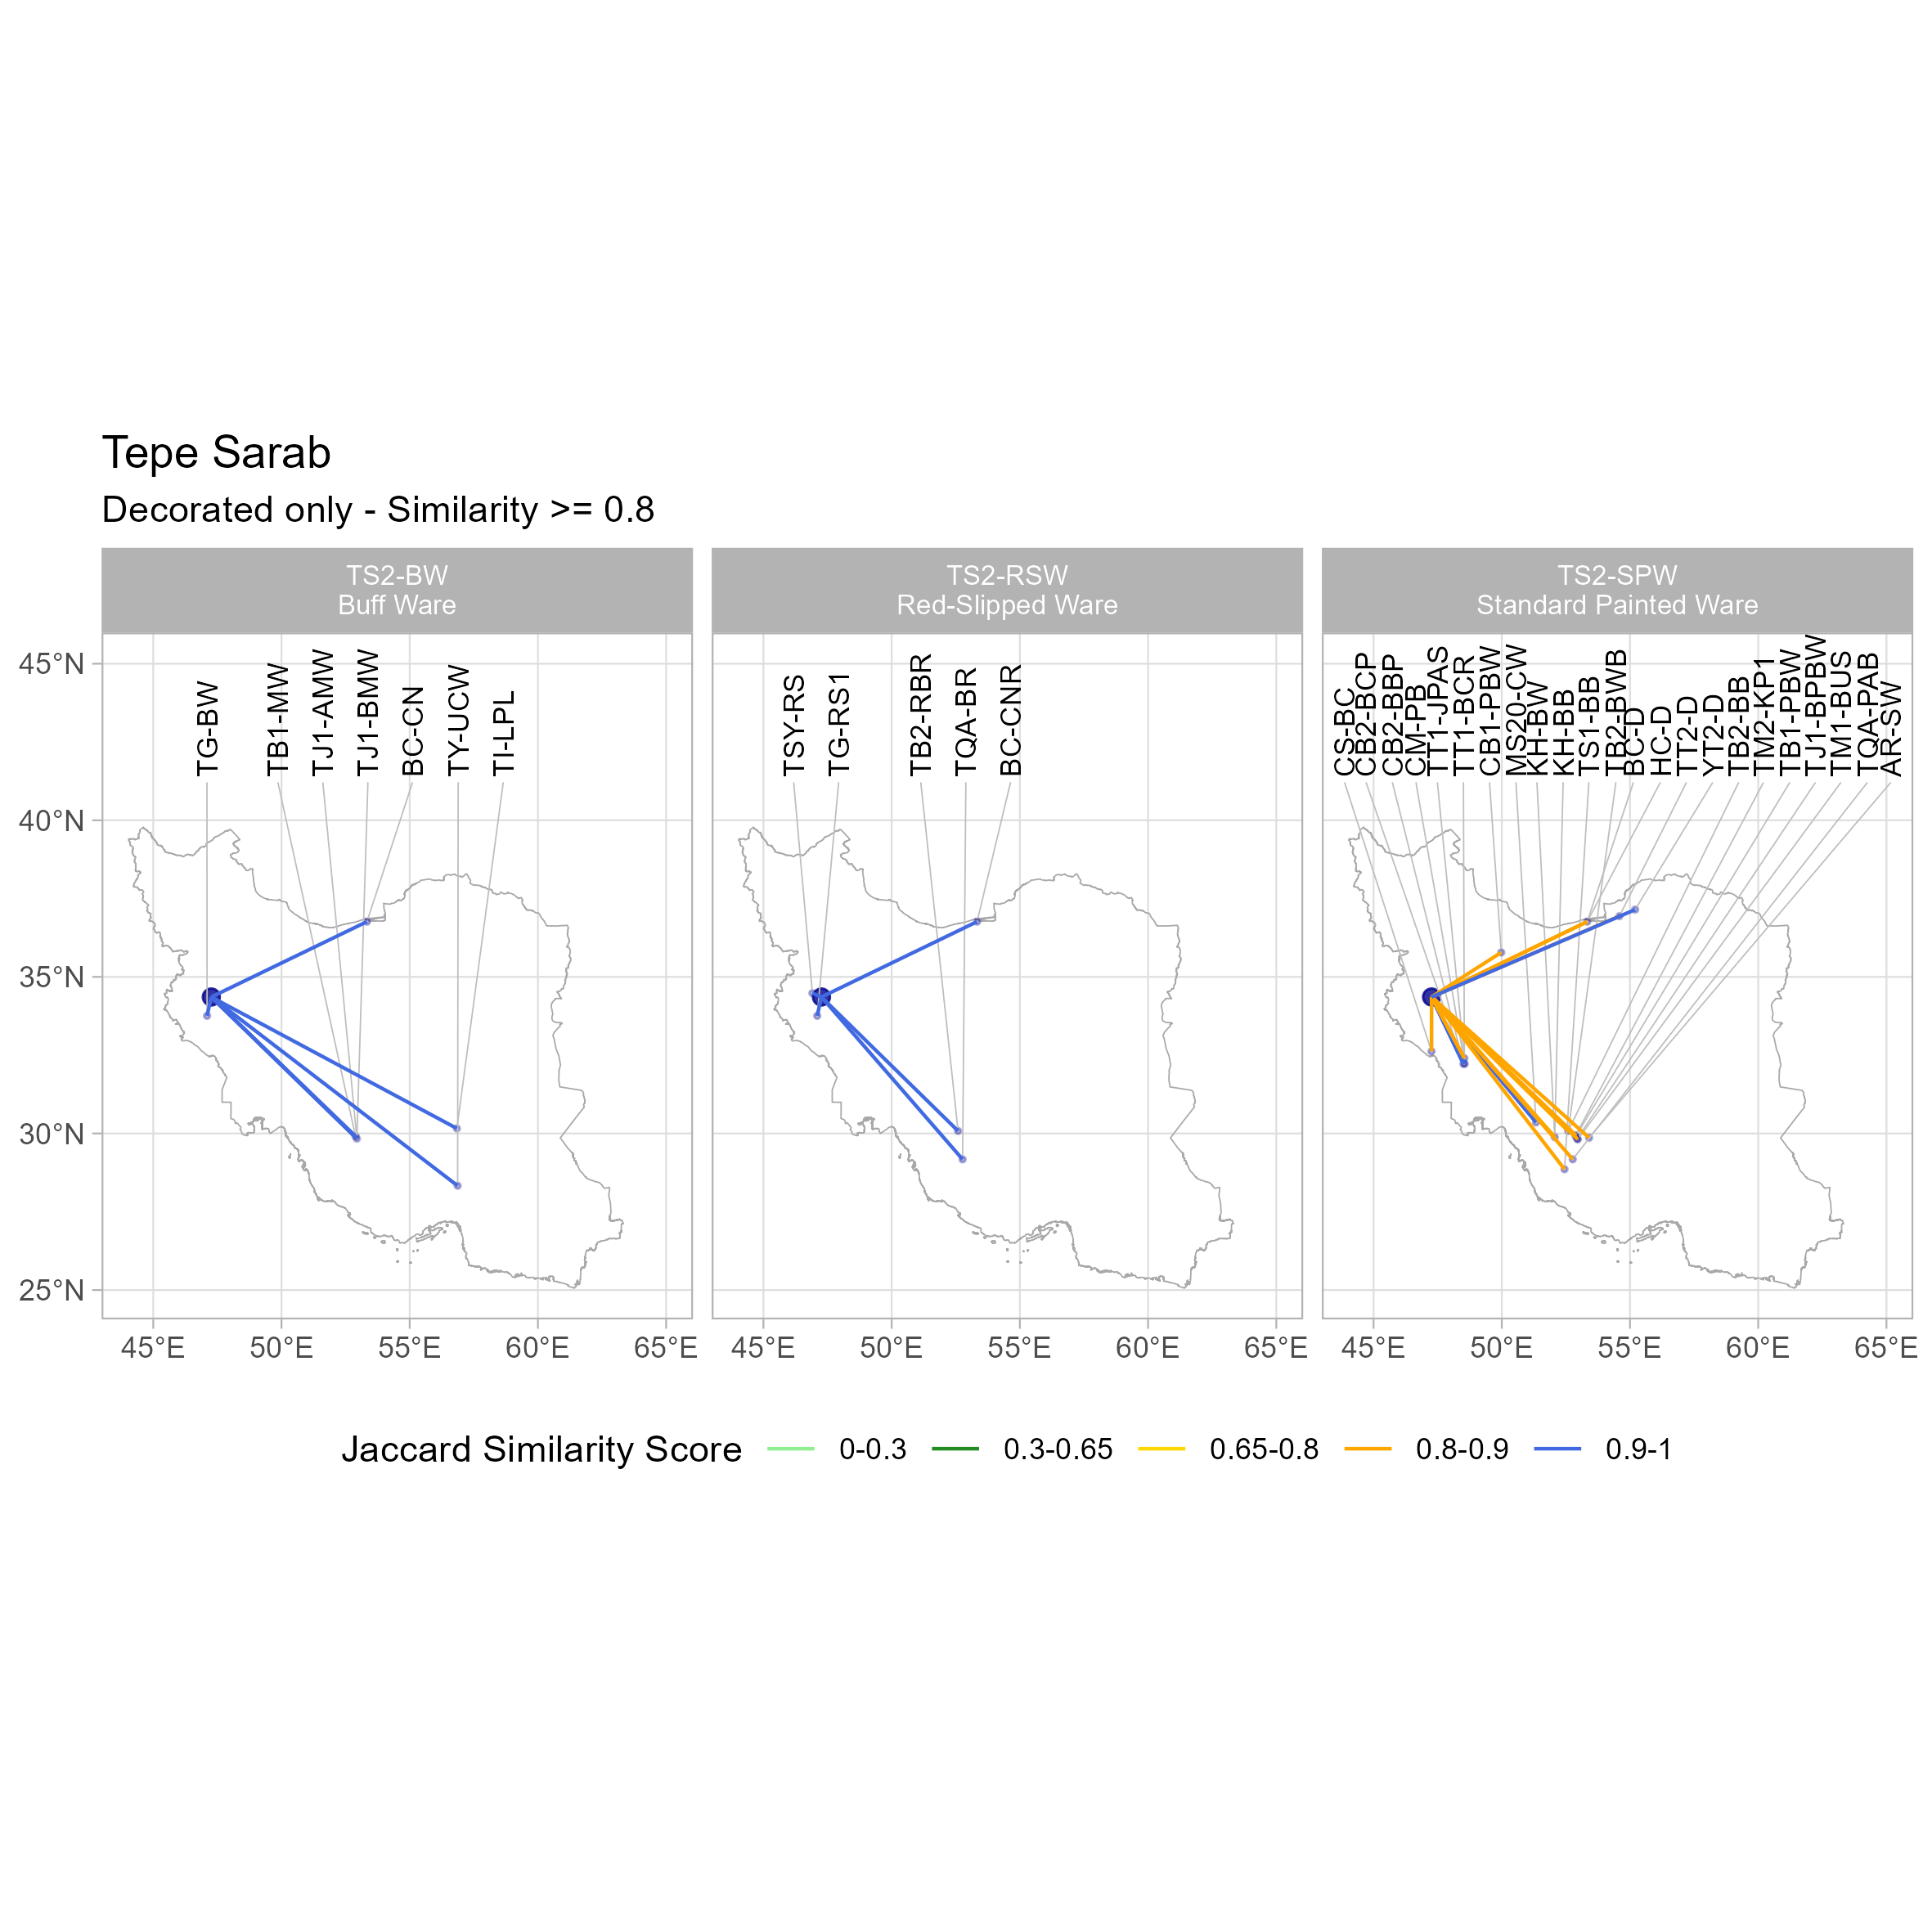 Tepe Sarab
Decorated only - Similarity >= 0.8
TS2-BW
Buff Ware
TS2-RSW
Red-Slipped Ware
TS2-SPW
Standard Painted Ware
TG-BW
TB1-MW
TJ1-AMW
TJ1-BMW
BC-CN
TY-UCW
TI-LPL
TSY-RS
TG-RS1
TB2-RBR
TQA-BR
BC-CNR
CS-BC
CB2-BCP
CB2-BBP
CM-PB
TT1-JPAS
TT1-BCR
CB1-PBW
MS20-CW
KH-BW
KH-BB
TS1-BB
TB2-BWB
BC-D
HC-D
TT2-D
YT2-D
TB2-BB
TM2-KP1
TB1-PBW
TJ1-BPBW
TM1-BUS
TQA-PAB
AR-SW
45°N
40°N
35°N
30°N
25°N
45°E 50°E 55°E 60°E 65°E
45°E 50°E 55°E 60°E 65°E
45°E 50°E 55°E 60°E 65°E
Jaccard Similarity Score 0-0.3 0.3-0.65 0.65-0.8 0.8-0.9 0.9-1